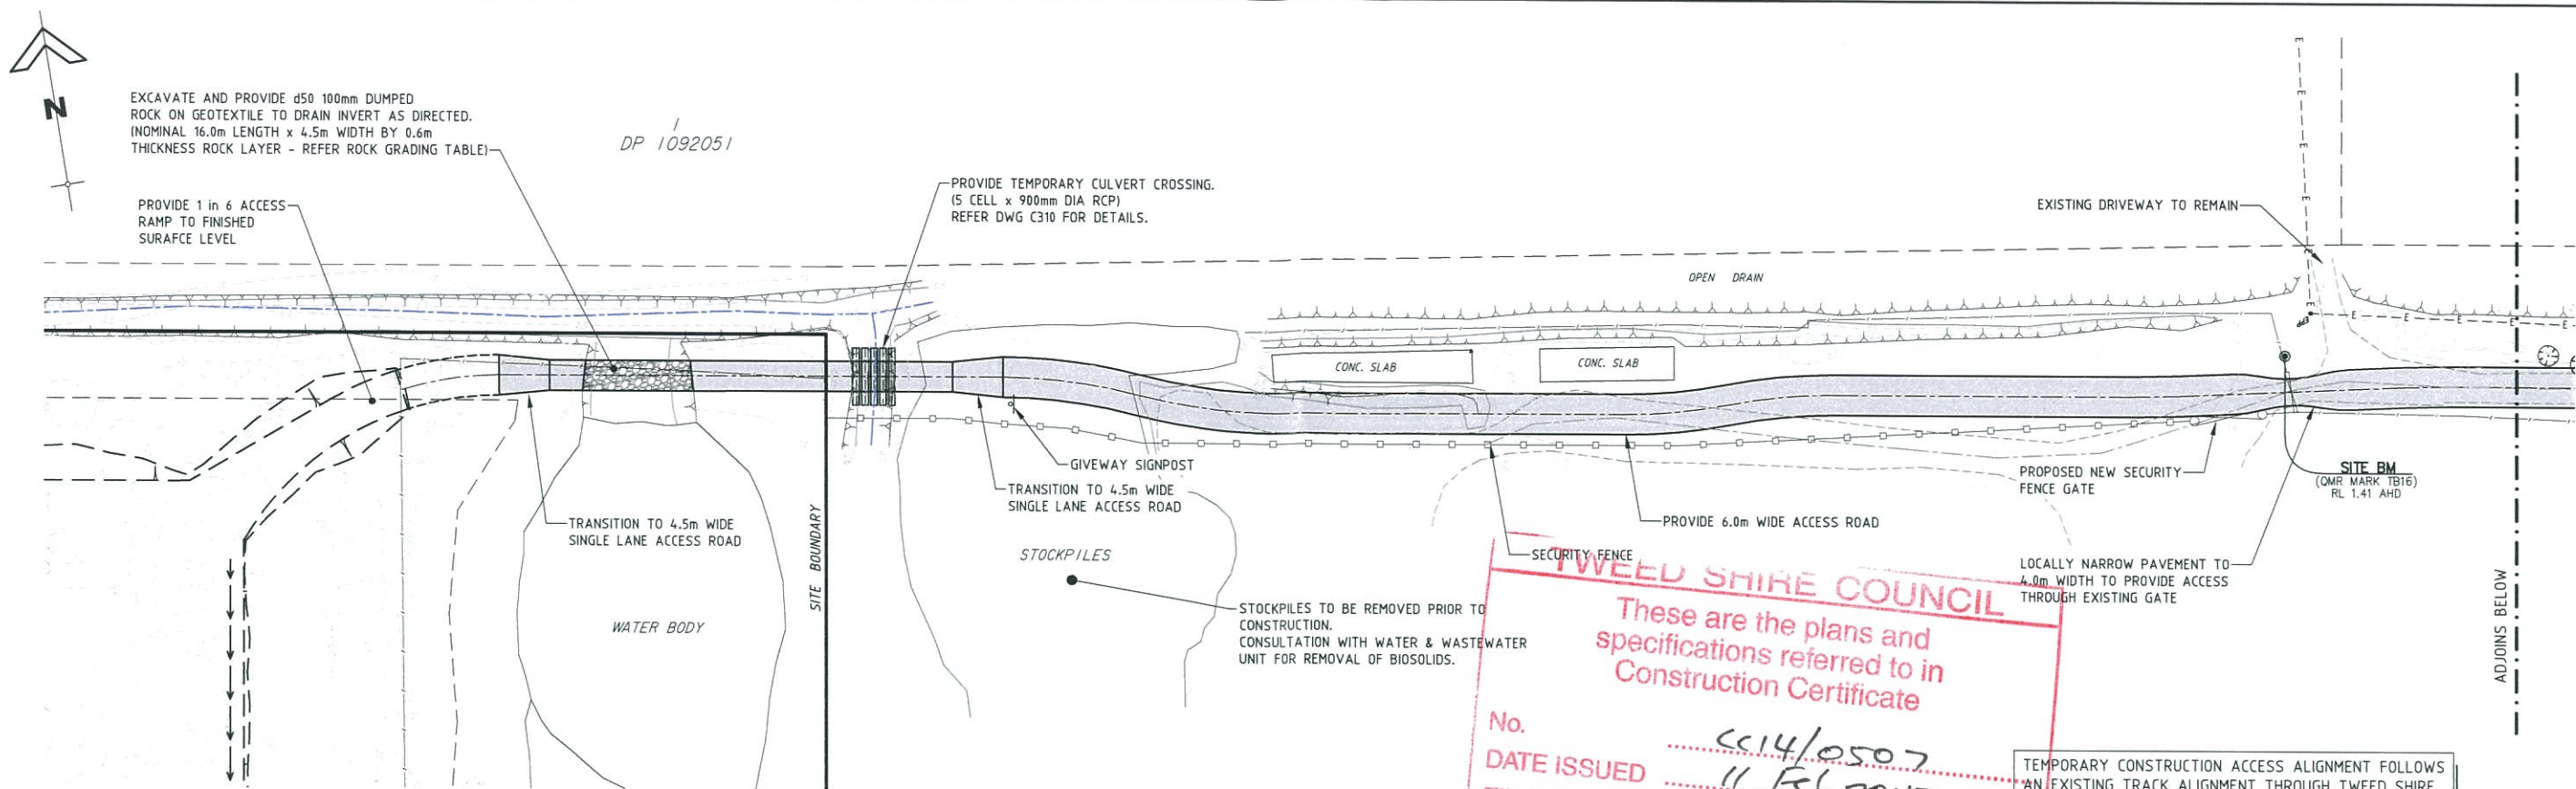 N
EXCAVATE AND PROVIDE d50 100mm DUMPED
ROCK ON GEOTEXTILE TO DRAIN INVERT AS DIRECTED.
(NOMINAL 16.0m LENGTH x 4.5m WIDTH BY 0.6m
THICKNESS ROCK LAYER - REFER ROCK GRADING TABLE)
PROVIDE 1 in 6 ACCESS
RAMP TO FINISHED
SURAFCE LEVEL
1
DP 1092051
PROVIDE TEMPORARY CULVERT CROSSING.
(5 CELL x 900mm DIA RCP)
REFER DWG C310 FOR DETAILS.
EXISTING DRIVEWAY TO REMAIN
OPEN DRAIN
E
E
E
E
E
EPP
E
E
E
E
E
CONC. SLAB
CONC. SLAB
GIVEWAY SIGNPOST
TRANSITION TO 4.5m WIDE
SINGLE LANE ACCESS ROAD
TRANSITION TO 4.5m WIDE
SINGLE LANE ACCESS ROAD
SITE BOUNDARY
WATER BODY
STOCKPILES
STOCKPILES TO BE REMOVED PRIOR TO
CONSTRUCTION.
CONSULTATION WITH WATER & WASTEWATER
UNIT FOR REMOVAL OF BIOSOLIDS.
SECURITY FENCE
PROVIDE 6.0m WIDE ACCESS ROAD
PROPOSED NEW SECURITY
FENCE GATE
SITE BM
(QMR MARK TB16)
RL 1.41 AHD
LOCALLY NARROW PAVEMENT TO
4.0m WIDTH TO PROVIDE ACCESS
THROUGH EXISTING GATE
ADJOINS BELOW
TWEED SHIRE COUNCIL
These are the plans and
specifications referred to in
Construction Certificate
No. CC14/0507
DATE ISSUED 11 Feb
TEMPORARY CONSTRUCTION ACCESS ALIGNMENT FOLLOWS
AN EXISTING TRACK ALIGNMENT THROUGH TWEED SHIRE